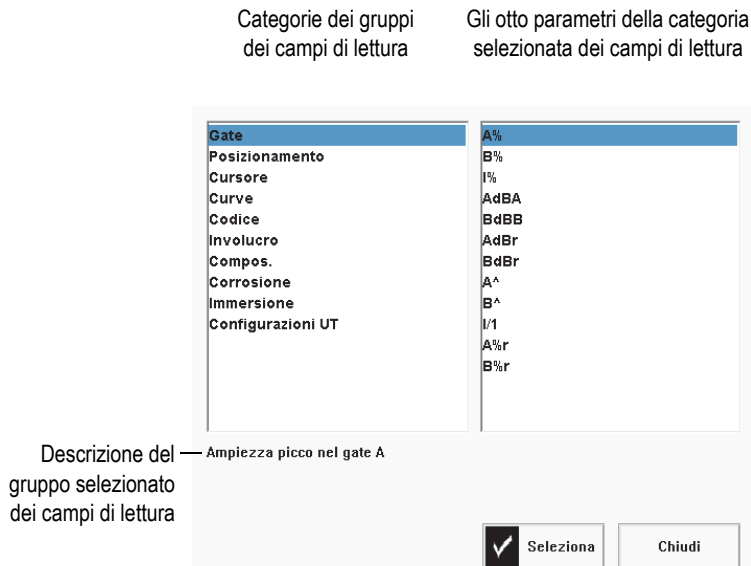 Categorie dei gruppi
dei campi di lettura
Gli otto parametri della categoria
selezionata dei campi di lettura
Gate
Posizionamento
Cursore
Curve
Codice
Involucro
Compos.
Corrosione
Immersione
Configurazioni UT
A%
B%
I%
AdBA
BdBB
AdBr
BdBr
A^
B^
I/1
A%r
B%r
Descrizione del
gruppo selezionato
dei campi di lettura
Ampiezza picco nel gate A
Seleziona
Chiudi